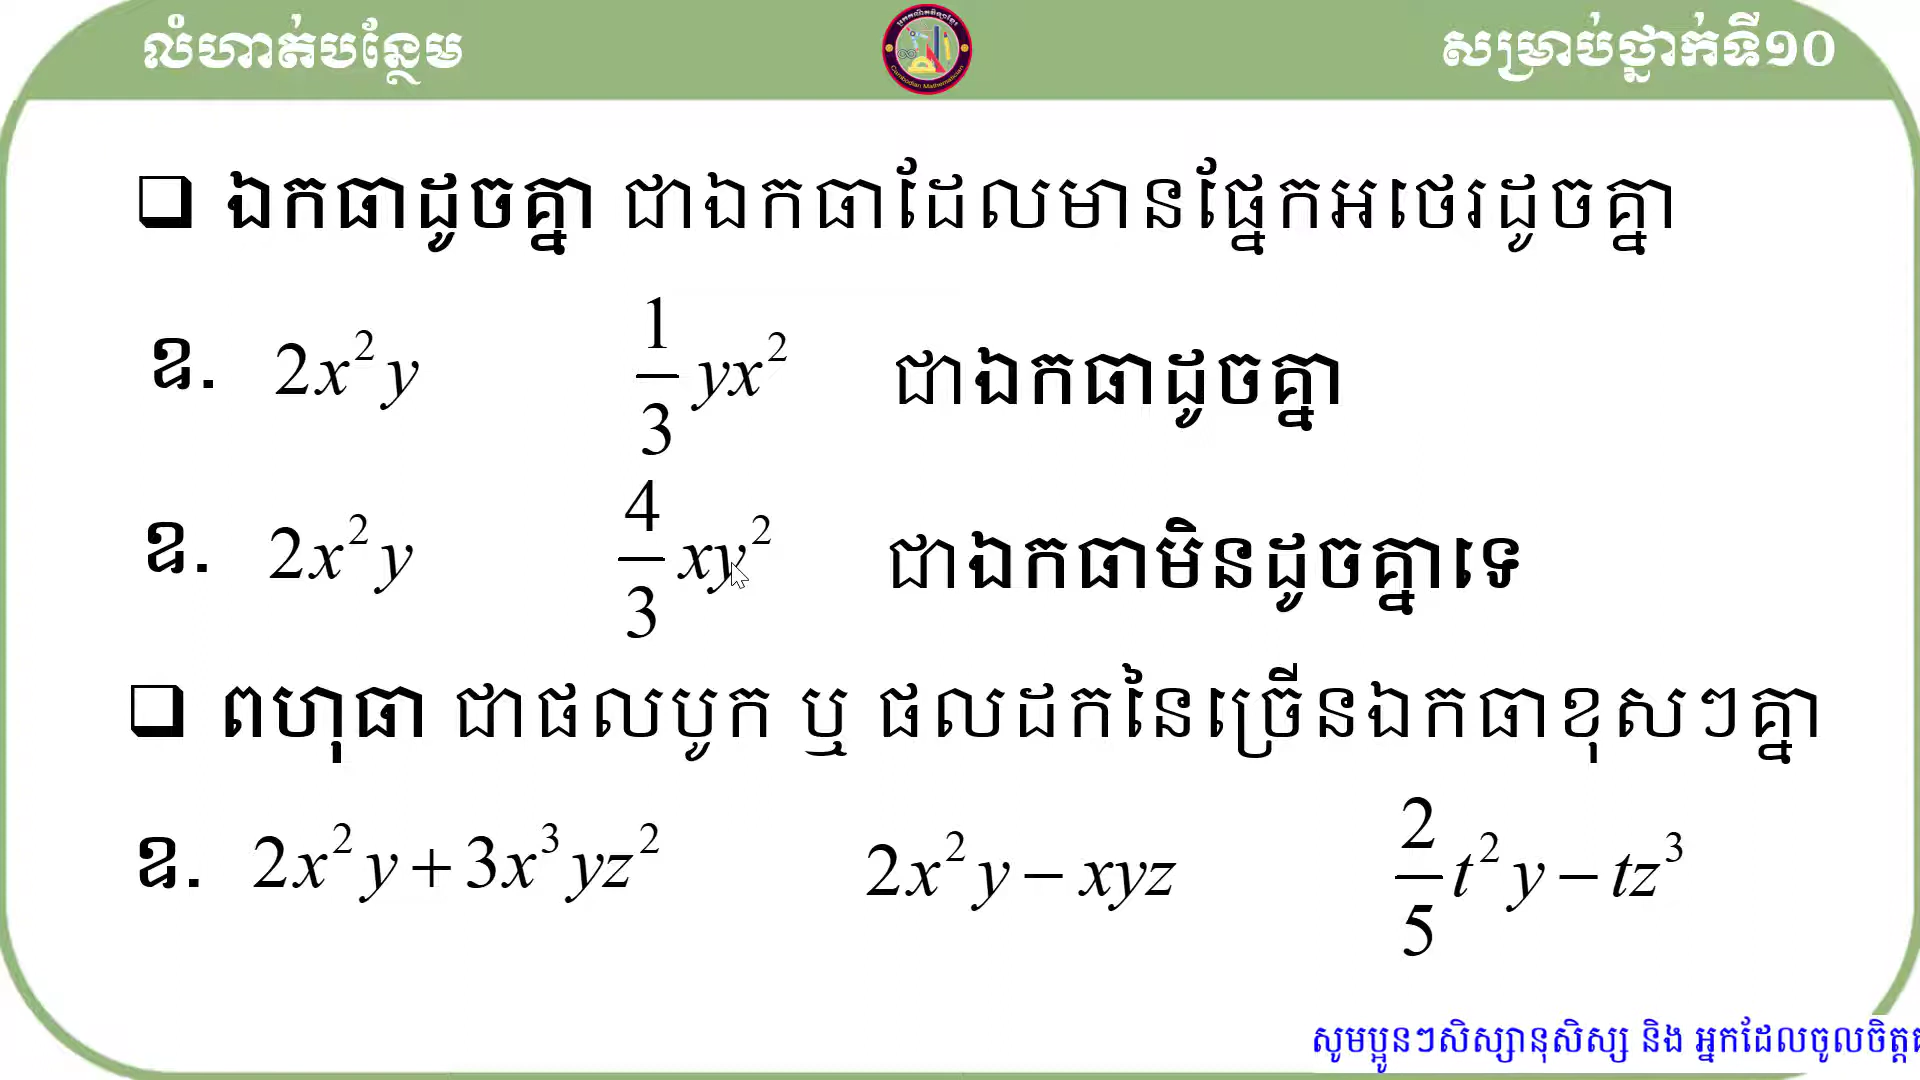 លំហាត់បន្ថែម
សម្រាប់ថ្នាក់ទី១០
Cambodian Mathematician
❑ ឯកធាដូចគ្នា ជាឯកធាដែលមានផ្នែកអថេរដូចគ្នា
ឧ. 2x²y  1/3 yx²  ជាឯកធាដូចគ្នា
ឧ. 2x²y  4/3 xy²  ជាឯកធាមិនដូចគ្នាទេ
❑ ពហុធា ជាផលបូក ឬ ផលដកនៃច្រើនឯកធាខុសៗគ្នា
ឧ. 2x²y + 3x³yz²  2x²y − xyz  2/5 t²y − tz³
សូមប្អូនៗសិស្សានុសិស្ស និង អ្នកដែលចូលចិត្ត